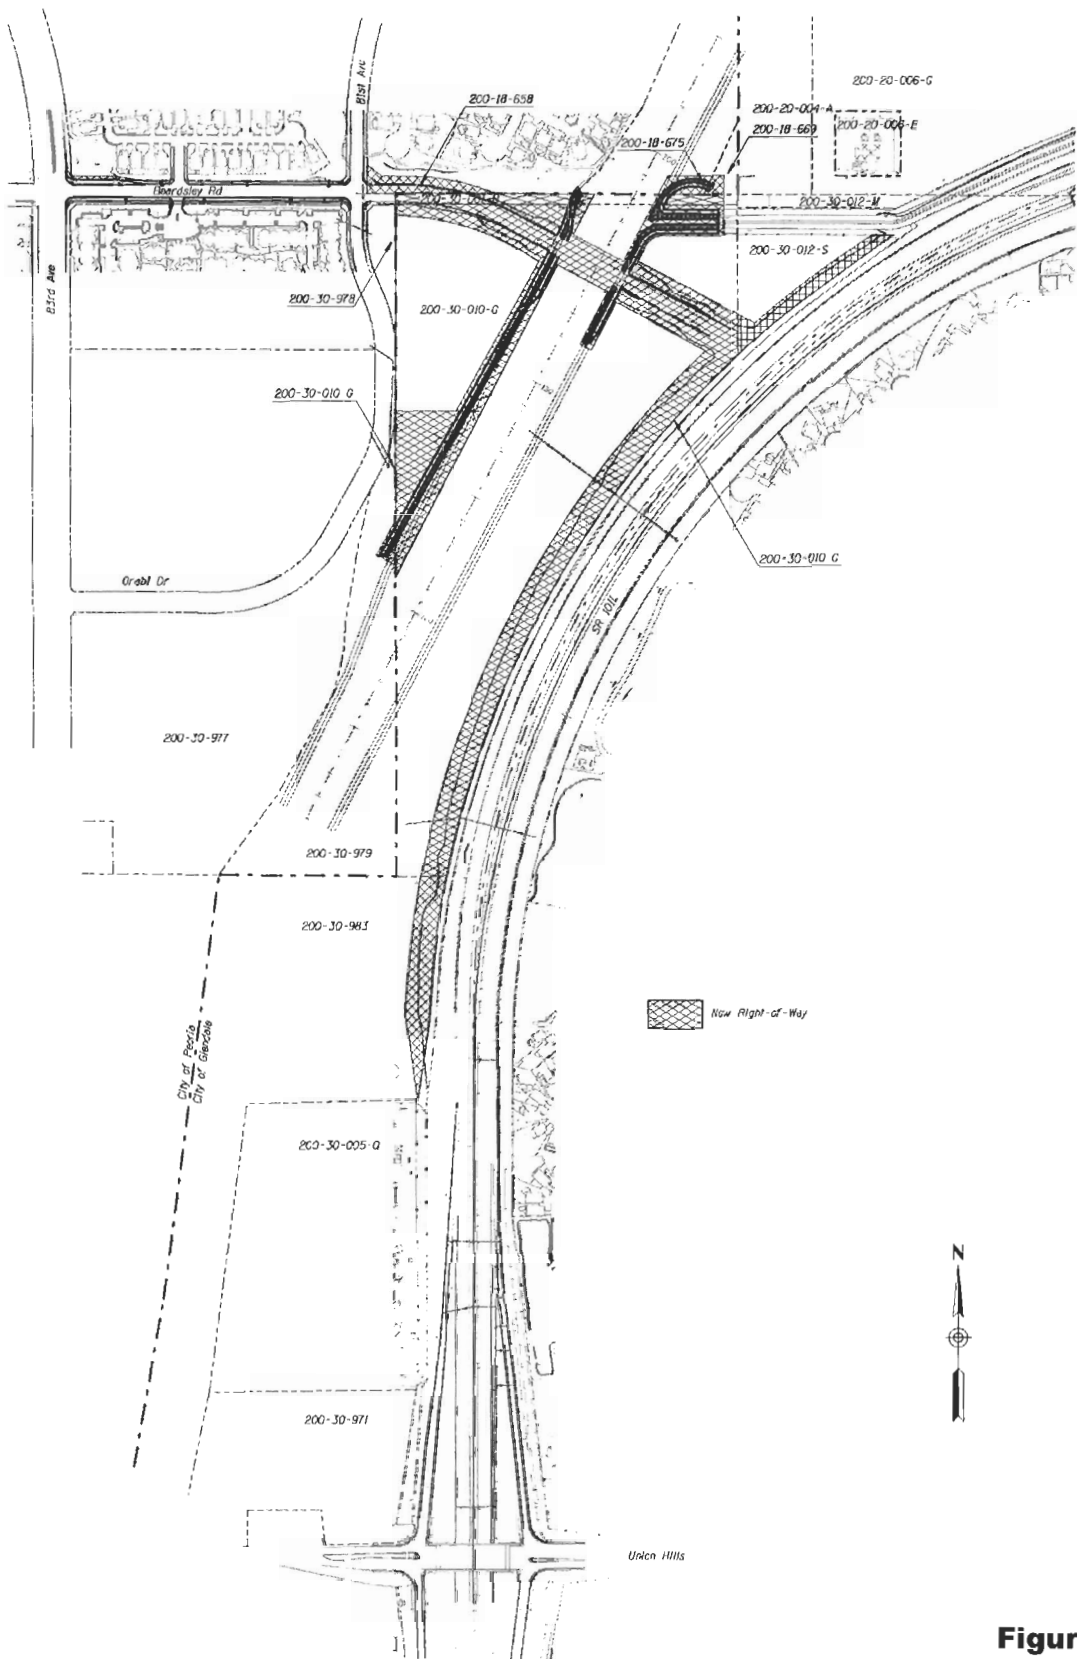 81st Ave
200-20-006-G
200-18-658
200-20-004-A
200-18-669
200-20-006-E
200-18-675
Beardsley Rd
200-30-012-M
83rd Ave
200-30-012-S
200-30-978
200-30-010-G
200-30-010 G
200-30-010 G
Orabl Dr
SR 101L
200-30-977
200-30-979
200-30-983
New Right-of-Way
City of Peoria
City of Glendale
200-30-005-Q
N
200-30-971
Union Hills
Figur